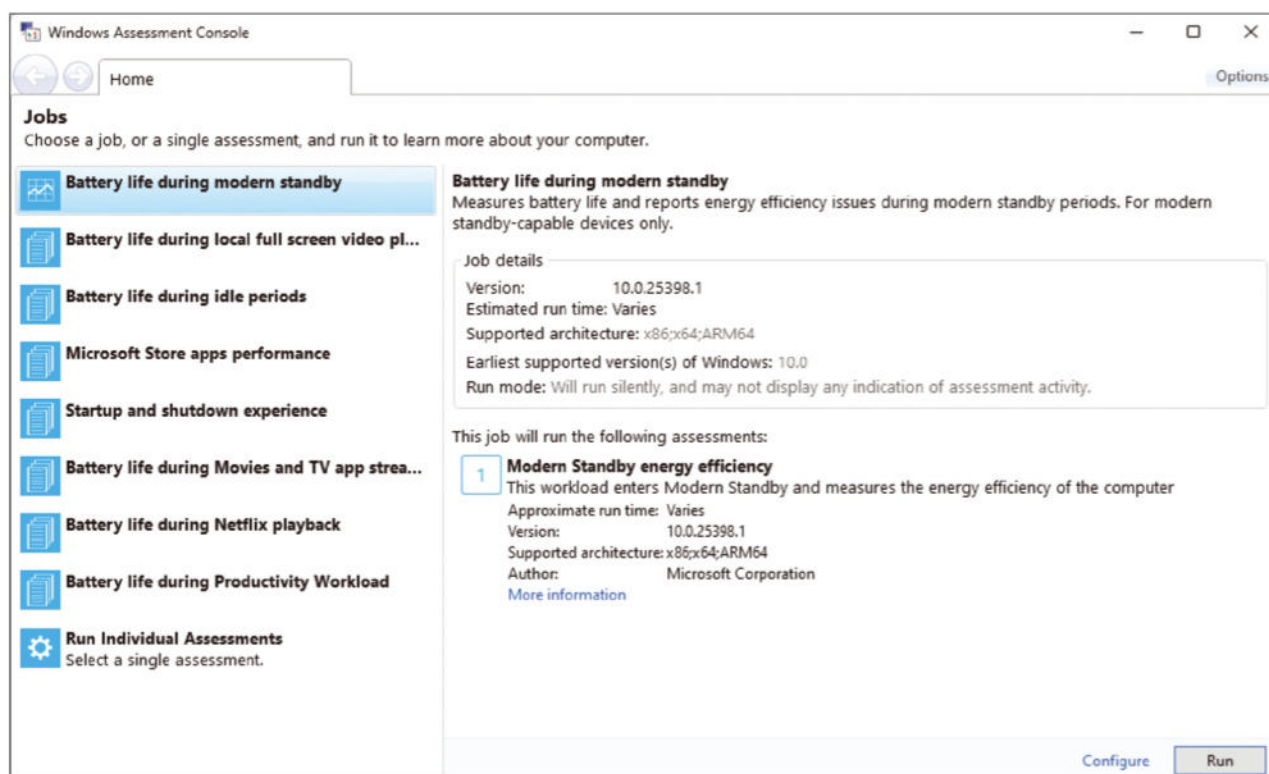 Windows Assessment Console
Home
Options
Jobs
Choose a job, or a single assessment, and run it to learn more about your computer.
Battery life during modern standby
Battery life during local full screen video pl...
Battery life during idle periods
Microsoft Store apps performance
Startup and shutdown experience
Battery life during Movies and TV app strea...
Battery life during Netflix playback
Battery life during Productivity Workload
Run Individual Assessments
Select a single assessment.
Battery life during modern standby
Measures battery life and reports energy efficiency issues during modern standby periods. For modern
standby-capable devices only.
Job details
Version: 10.0.25398.1
Estimated run time: Varies
Supported architecture: x86;x64;ARM64
Earliest supported version(s) of Windows: 10.0
Run mode: Will run silently, and may not display any indication of assessment activity.
This job will run the following assessments:
1 Modern Standby energy efficiency
This workload enters Modern Standby and measures the energy efficiency of the computer
Approximate run time: Varies
Version: 10.0.25398.1
Supported architecture: x86;x64;ARM64
Author: Microsoft Corporation
More information
Configure Run